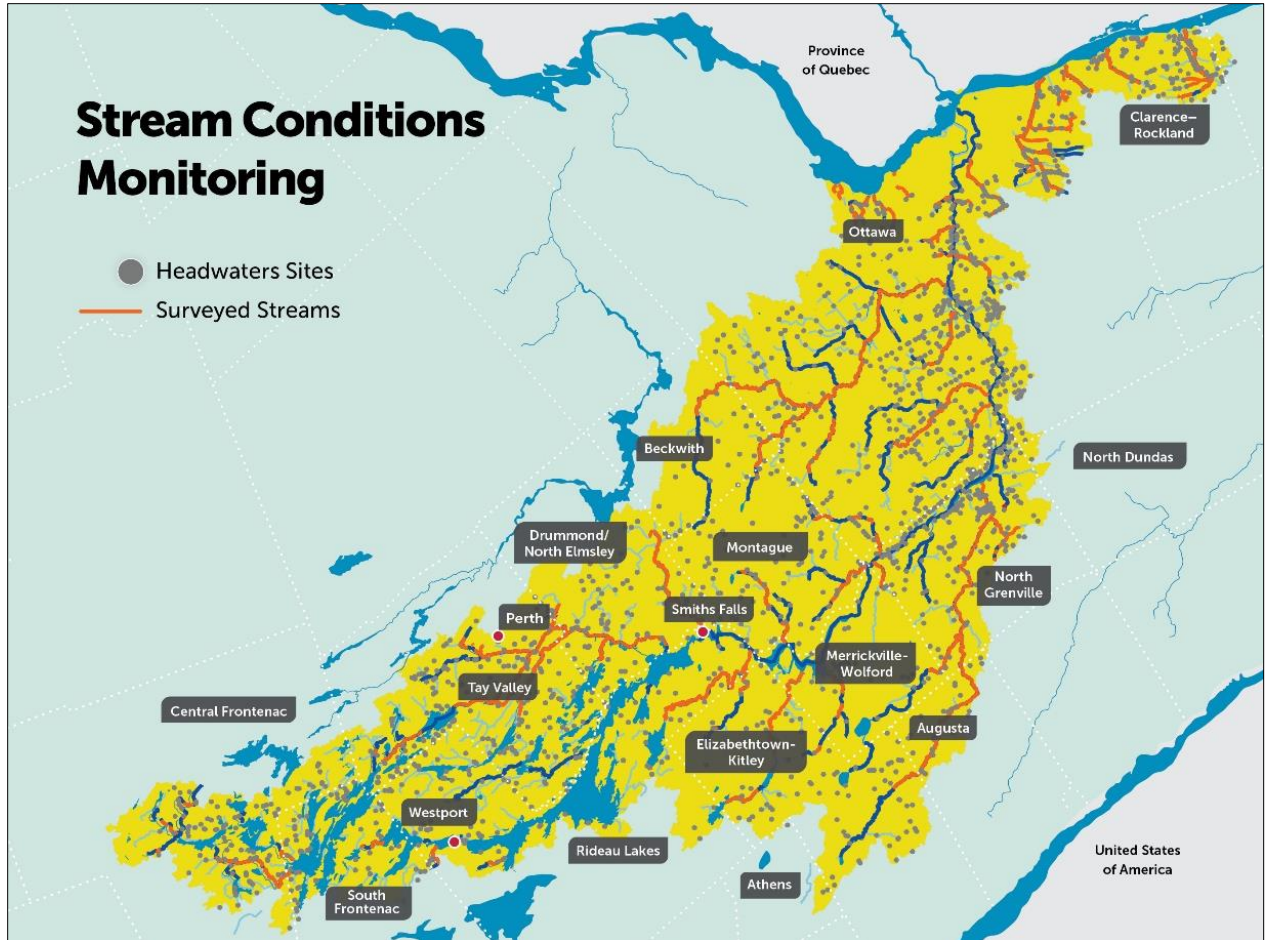 Stream Conditions
Monitoring
Headwaters Sites
Surveyed Streams
Province
of Quebec
Clarence–
Rockland
Ottawa
Beckwith
North Dundas
Drummond/
North Elmsley
Montague
North
Grenville
Smiths Falls
Perth
Merrickville-
Wolford
Tay Valley
Central Frontenac
Augusta
Elizabethtown-
Kitley
Westport
Rideau Lakes
United States
of America
Athens
South
Frontenac